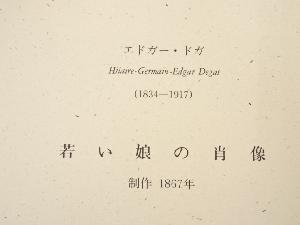 エドガー・ドガ
Hilaire-Germain-Edgar Degas
(1834—1917)
若い娘の肖像
制作 1867年